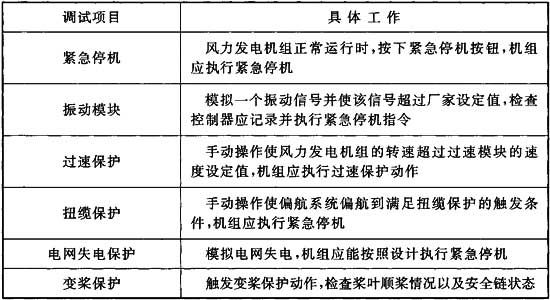 调试项目 具体工作
紧急停机 风力发电机组正常运行时,按下紧急停机按钮,机组
应执行紧急停机
振动模块 模拟一个振动信号并使该信号超过厂家设定值,检查
控制器应记录并执行紧急停机指令
过速保护 手动操作使风力发电机组的转速超过过速模块的速
度设定值,机组应执行过速保护动作
扭缆保护 手动操作使偏航系统偏航到满足扭缆保护的触发条
件,机组应执行紧急停机
电网失电保护 模拟电网失电,机组应能按照设计执行紧急停机
变桨保护 触发变桨保护动作,检查桨叶顺桨情况以及安全链状态